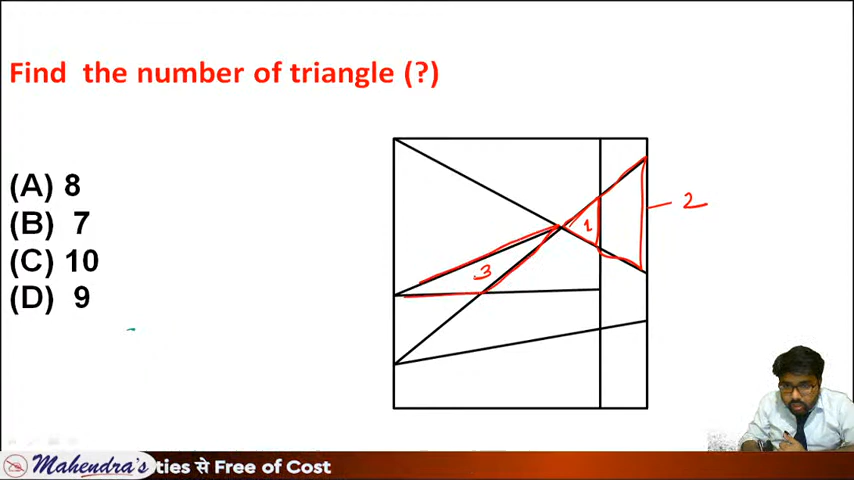 Find the number of triangle (?)
(A) 8
(B) 7
(C) 10
(D) 9
1
2
3
Mahendra's ties से Free of Cost